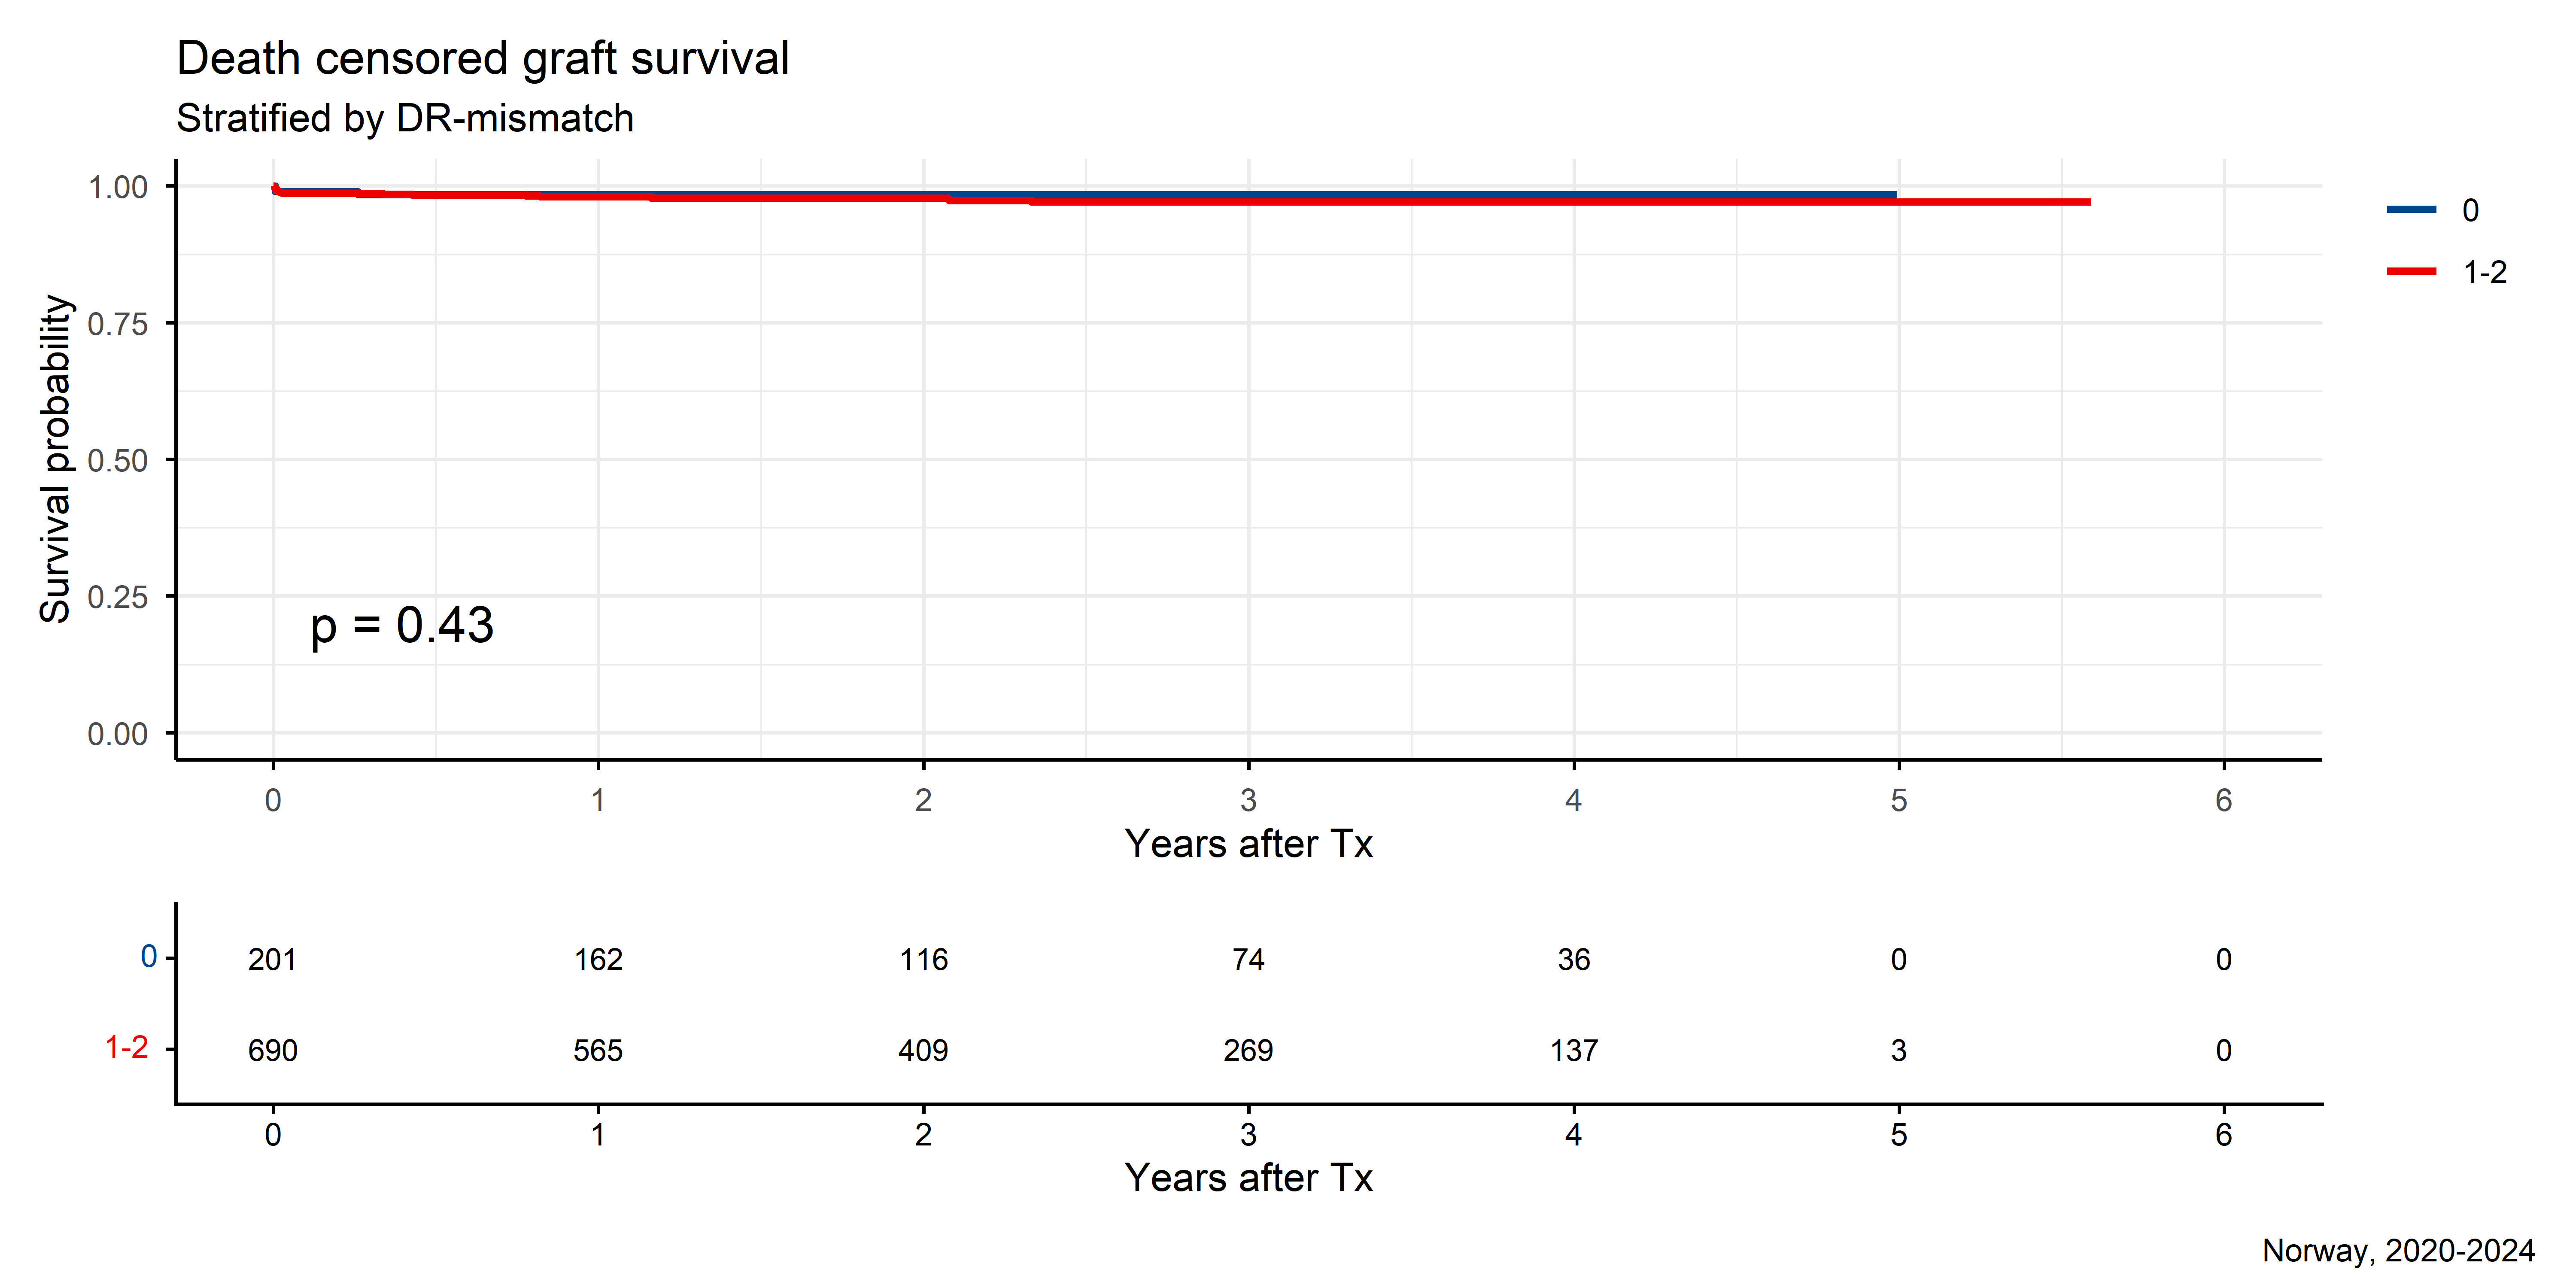 Death censored graft survival
Stratified by DR-mismatch
Survival probability
1.00
0.75
0.50
0.25
0.00
p = 0.43
0
1-2
0 1 2 3 4 5 6
Years after Tx
0 201 162 116 74 36 0 0
1-2 690 565 409 269 137 3 0
0 1 2 3 4 5 6
Years after Tx
Norway, 2020-2024